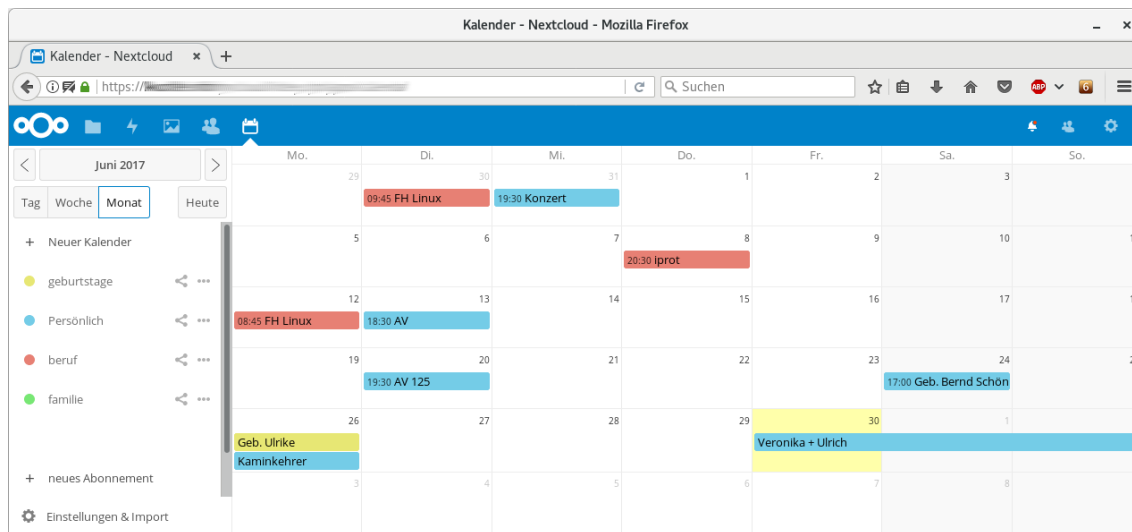 Kalender - Nextcloud - Mozilla Firefox
Kalender - Nextcloud
https://
Suchen
ABP
6
Juni 2017
Tag Woche Monat Heute
Neuer Kalender
geburtstage
Persönlich
beruf
familie
neues Abonnement
Einstellungen & Import
Mo. Di. Mi. Do. Fr. Sa. So.
29 30 31 1 2 3
09:45 FH Linux 19:30 Konzert
5 6 7 8 9 10
20:30 iprot
12 13 14 15 16 17
08:45 FH Linux 18:30 AV
19 20 21 22 23 24
19:30 AV 125 17:00 Geb. Bernd Schön
26 27 28 29 30 1
Geb. Ulrike Veronika + Ulrich
Kaminkehrer
3 4 5 6 7 8